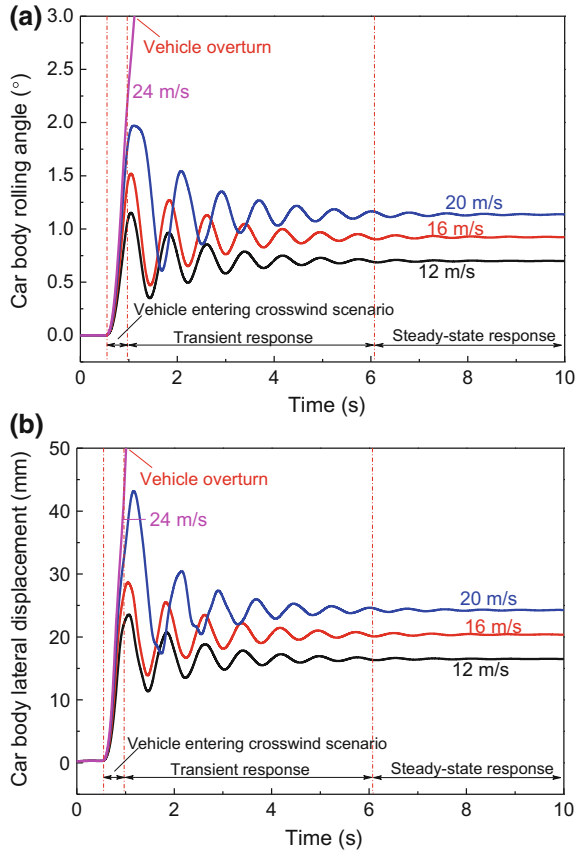 (a)
Car body rolling angle (°)
3.0
2.5
2.0
1.5
1.0
0.5
0.0
Vehicle overturn
24 m/s
20 m/s
16 m/s
12 m/s
Vehicle entering crosswind scenario
Transient response
Steady-state response
0 2 4 6 8 10
Time (s)
(b)
Car body lateral displacement (mm)
50
40
30
20
10
0
Vehicle overturn
24 m/s
20 m/s
16 m/s
12 m/s
Vehicle entering crosswind scenario
Transient response
Steady-state response
0 2 4 6 8 10
Time (s)